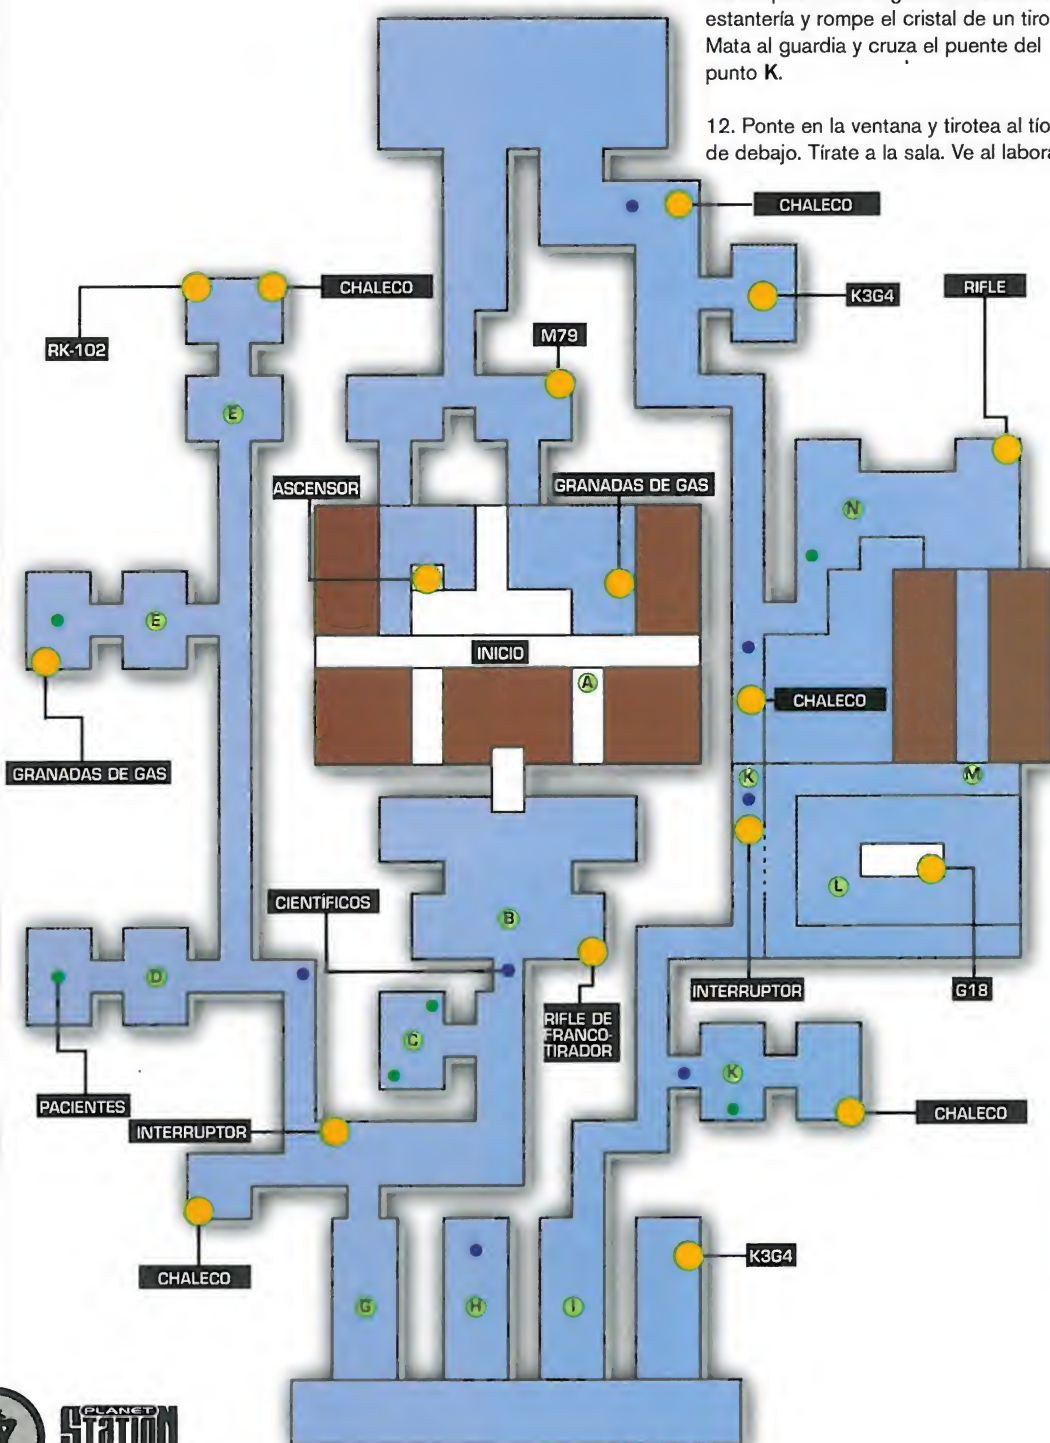 estantería y rompe el cristal de un tiro
Mata al guardia y cruza el puente del
punto K.
12. Ponte en la ventana y tirotea al tío
de debajo. Tírate a la sala. Ve al labora
CHALECO
CHALECO
K3G4
RIFLE
RK-102
M79
E
ASCENSOR
GRANADAS DE GAS
N
E
INICIO
A
CHALECO
GRANADAS DE GAS
K
M
L
CIENTÍFICOS
B
D
INTERRUPTOR
G18
C
RIFLE DE
FRANCO-
TIRADOR
K
PACIENTES
INTERRUPTOR
CHALECO
K3G4
CHALECO
G
H
I
PLANET
STATION